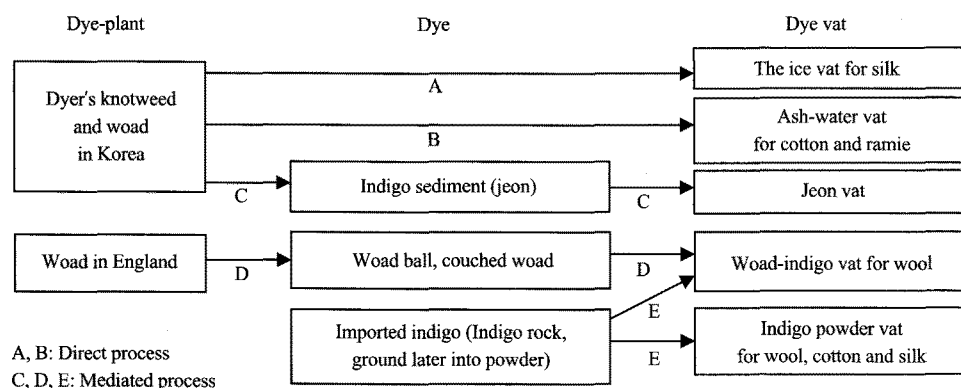 Dye-plant
Dye
Dye vat
Dyer's knotweed
and woad
in Korea
A
The ice vat for silk
B
Ash-water vat
for cotton and ramie
C
Indigo sediment (jeon)
C
Jeon vat
Woad in England
D
Woad ball, couched woad
D
Woad-indigo vat for wool
E
Imported indigo (Indigo rock,
ground later into powder)
E
Indigo powder vat
for wool, cotton and silk
A, B: Direct process
C, D, E: Mediated process